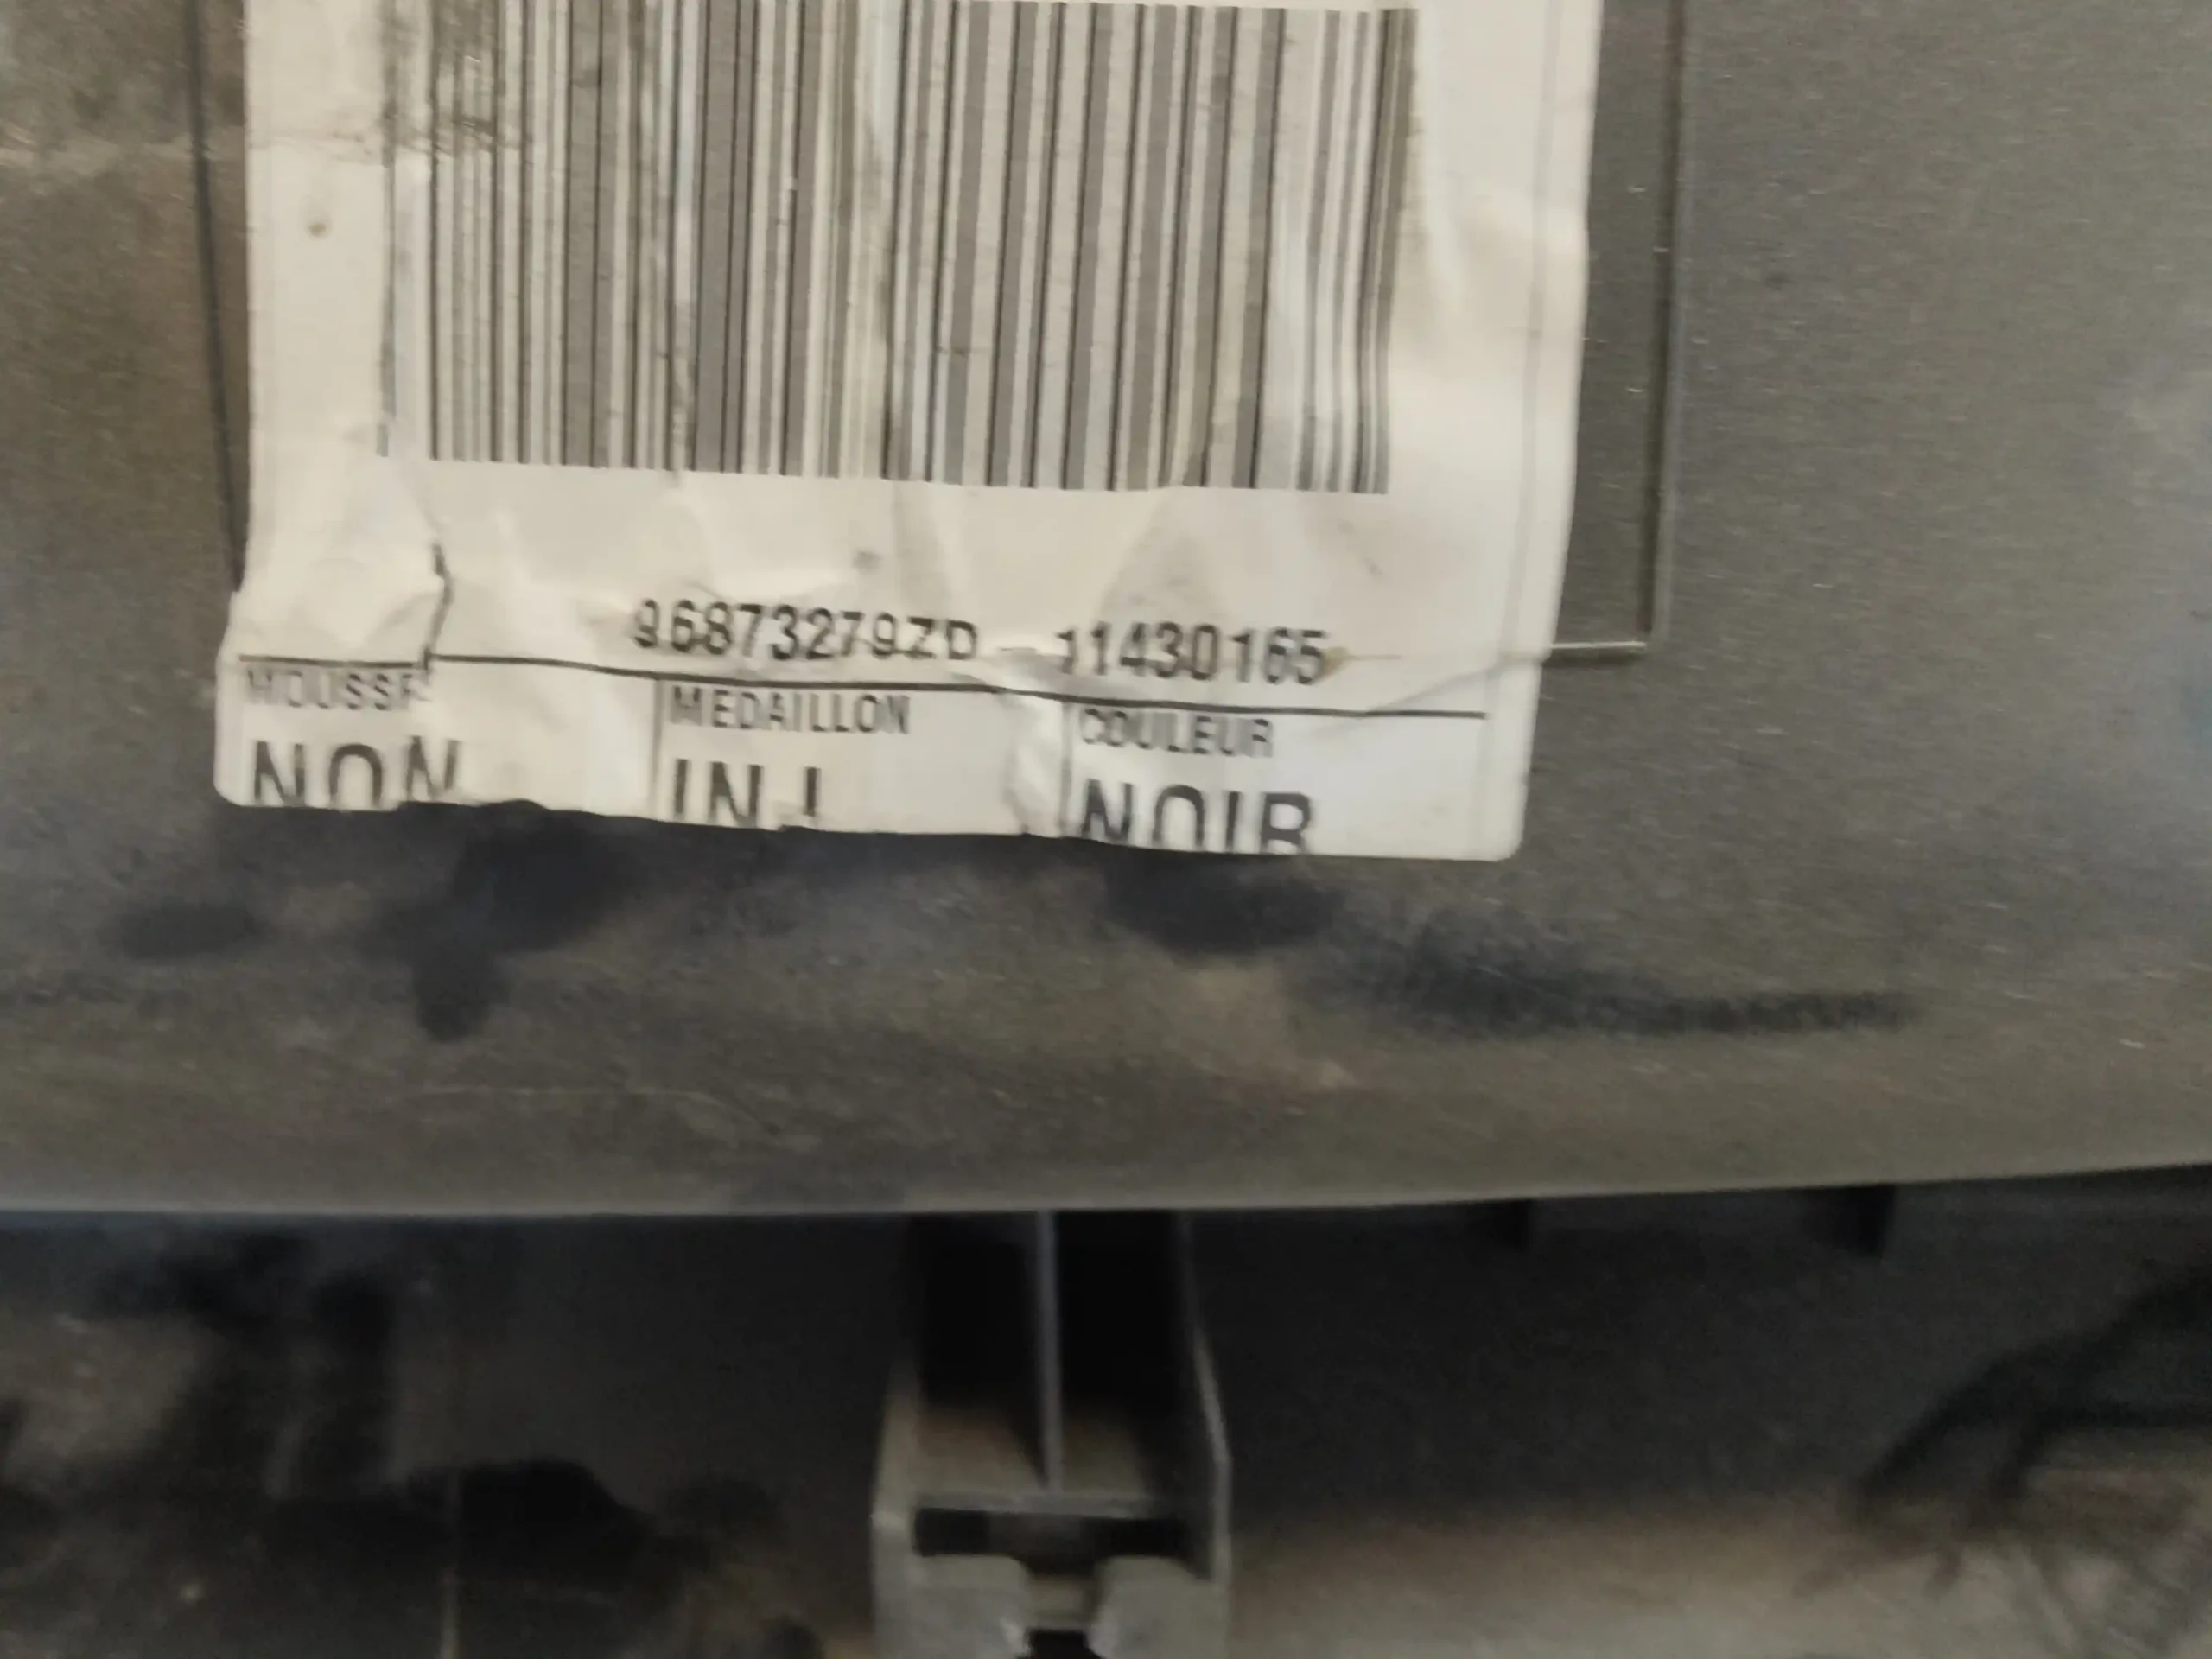 96873279ZD - 11430165
MOUSSE MEDAILLON COULEUR
NON INJ NOIR